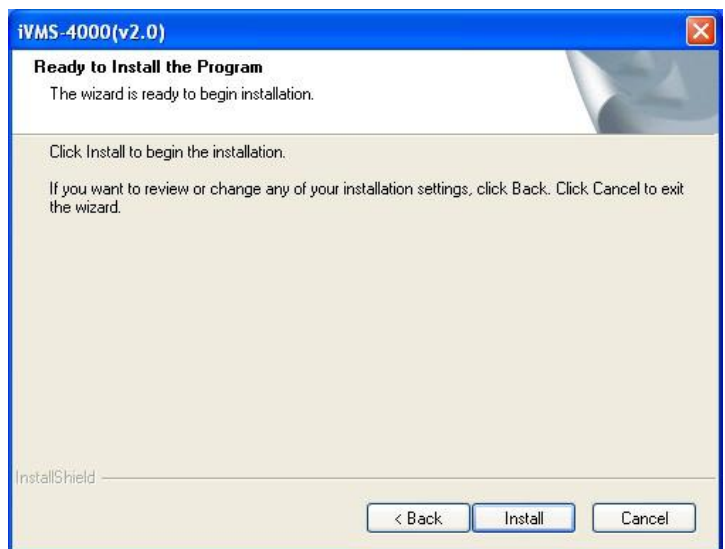 iVMS-4000(v2.0)
Ready to Install the Program
The wizard is ready to begin installation.
Click Install to begin the installation.
If you want to review or change any of your installation settings, click Back. Click Cancel to exit
the wizard.
InstallShield
< Back Install Cancel